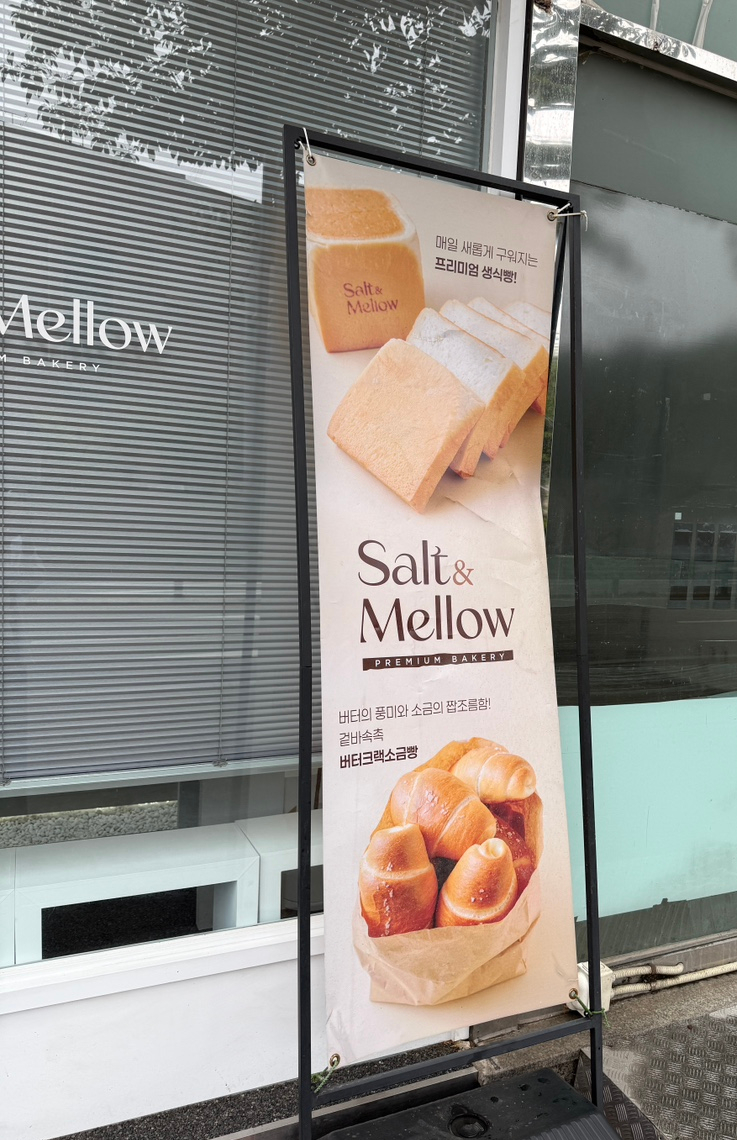 Mellow
M BAKERY
매일 새롭게 구워지는
프리미엄 생식빵!
Salt&
Mellow
Salt&
Mellow
PREMIUM BAKERY
버터의 풍미와 소금의 짭조름함!
겉바속촉
버터크랙소금빵